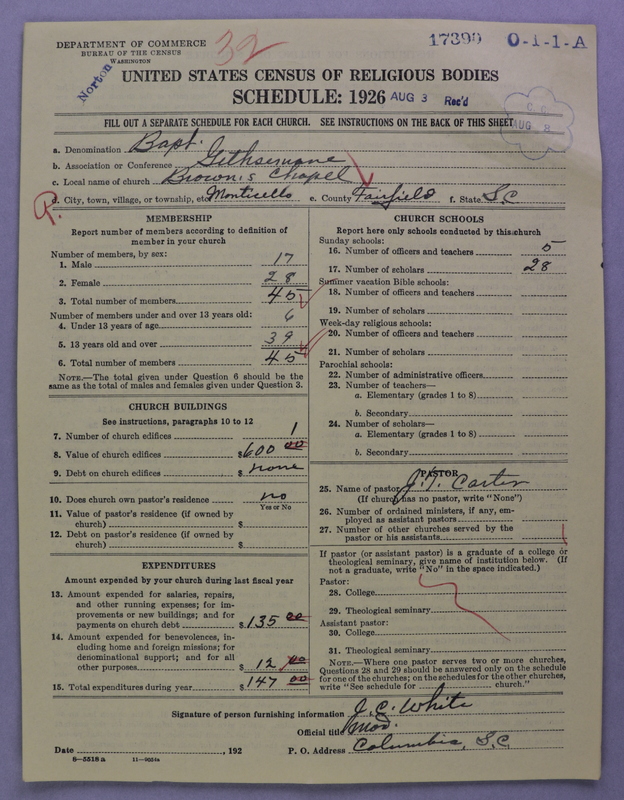 DEPARTMENT OF COMMERCE
BUREAU OF THE CENSUS
WASHINGTON
32
17390 O-1-1-A
Norton
UNITED STATES CENSUS OF RELIGIOUS BODIES
SCHEDULE: 1926 AUG 3 Rec'd
C. C.
AUG 8
FILL OUT A SEPARATE SCHEDULE FOR EACH CHURCH. SEE INSTRUCTIONS ON THE BACK OF THIS SHEET
a. Denomination Bapt.
b. Association or Conference Gethsemane
c. Local name of church Brown's Chapel
P.
d. City, town, village, or township, etc Monticello e. County Fairfield f. State S.C
MEMBERSHIP
Report number of members according to definition of
member in your church
Number of members, by sex:
1. Male 17
2. Female 28
3. Total number of members 45
Number of members under and over 13 years old:
4. Under 13 years of age 6
5. 13 years old and over 39
6. Total number of members 45
NOTE.—The total given under Question 6 should be the
same as the total of males and females given under Question 3.
CHURCH BUILDINGS
See instructions, paragraphs 10 to 12
7. Number of church edifices 1
8. Value of church edifices $600 00
9. Debt on church edifices $ none
10. Does church own pastor's residence no
Yes or No
11. Value of pastor's residence (if owned by
church) $
12. Debt on pastor's residence (if owned by
church) $
EXPENDITURES
Amount expended by your church during last fiscal year
13. Amount expended for salaries, repairs,
and other running expenses; for im-
provements or new buildings; and for
payments on church debt $135 00
14. Amount expended for benevolences, in-
cluding home and foreign missions; for
denominational support; and for all
other purposes $ 12 00
15. Total expenditures during year $147 00
CHURCH SCHOOLS
Report here only schools conducted by this church
Sunday schools:
16. Number of officers and teachers 5
17. Number of scholars 28
Summer vacation Bible schools:
18. Number of officers and teachers
19. Number of scholars
Week-day religious schools:
20. Number of officers and teachers
21. Number of scholars
Parochial schools:
22. Number of administrative officers
23. Number of teachers—
a. Elementary (grades 1 to 8)
b. Secondary
24. Number of scholars—
a. Elementary (grades 1 to 8)
b. Secondary
PASTOR
25. Name of pastor J. T. Carter
(If church has no pastor, write "None")
26. Number of ordained ministers, if any, em-
ployed as assistant pastors
27. Number of other churches served by the
pastor or his assistants
If pastor (or assistant pastor) is a graduate of a college or
theological seminary, give name of institution below. (If
not a graduate, write "No" in the space indicated.)
Pastor:
28. College
29. Theological seminary
Assistant pastor:
30. College
31. Theological seminary
NOTE.—Where one pastor serves two or more churches,
Questions 28 and 29 should be answered only on the schedule
for one of the churches; on the schedules for the other churches,
write "See schedule for church."
Signature of person furnishing information J. C. White
Official title Mod.
Date , 192 P. O. Address Columbia, S.C.
8—5518 a 11—9024a